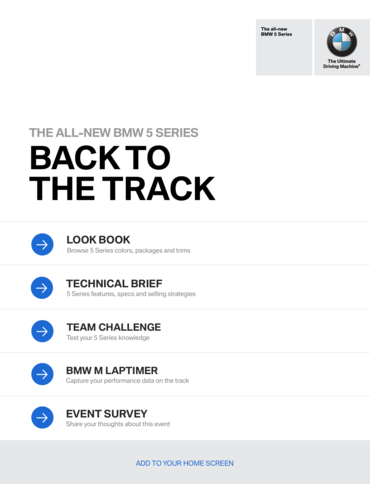 The all-new
BMW 5 Series
BMW
The Ultimate
Driving Machine®
THE ALL-NEW BMW 5 SERIES
BACK TO
THE TRACK
LOOK BOOK
Browse 5 Series colors, packages and trims
TECHNICAL BRIEF
5 Series features, specs and selling strategies
TEAM CHALLENGE
Test your 5 Series knowledge
BMW M LAPTIMER
Capture your performance data on the track
EVENT SURVEY
Share your thoughts about this event
ADD TO YOUR HOME SCREEN